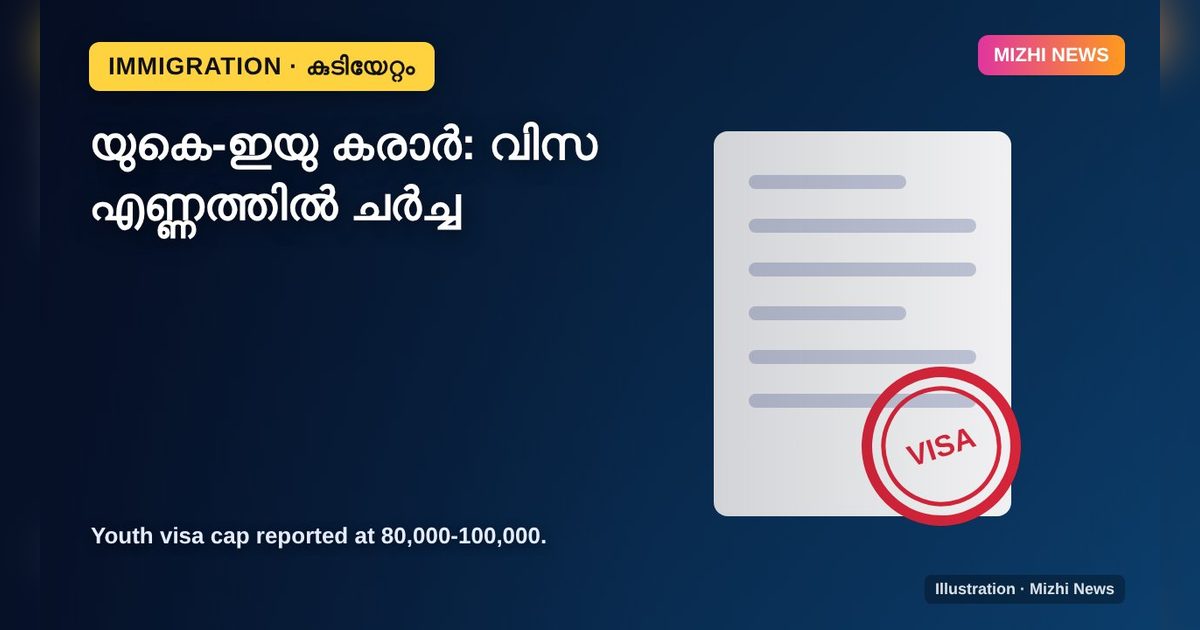 IMMIGRATION · കുടിയേറ്റം
MIZHI NEWS
യുകെ-ഇയു കരാർ: വിസ
എണ്ണത്തിൽ ചർച്ച
VISA
Youth visa cap reported at 80,000-100,000.
Illustration · Mizhi News